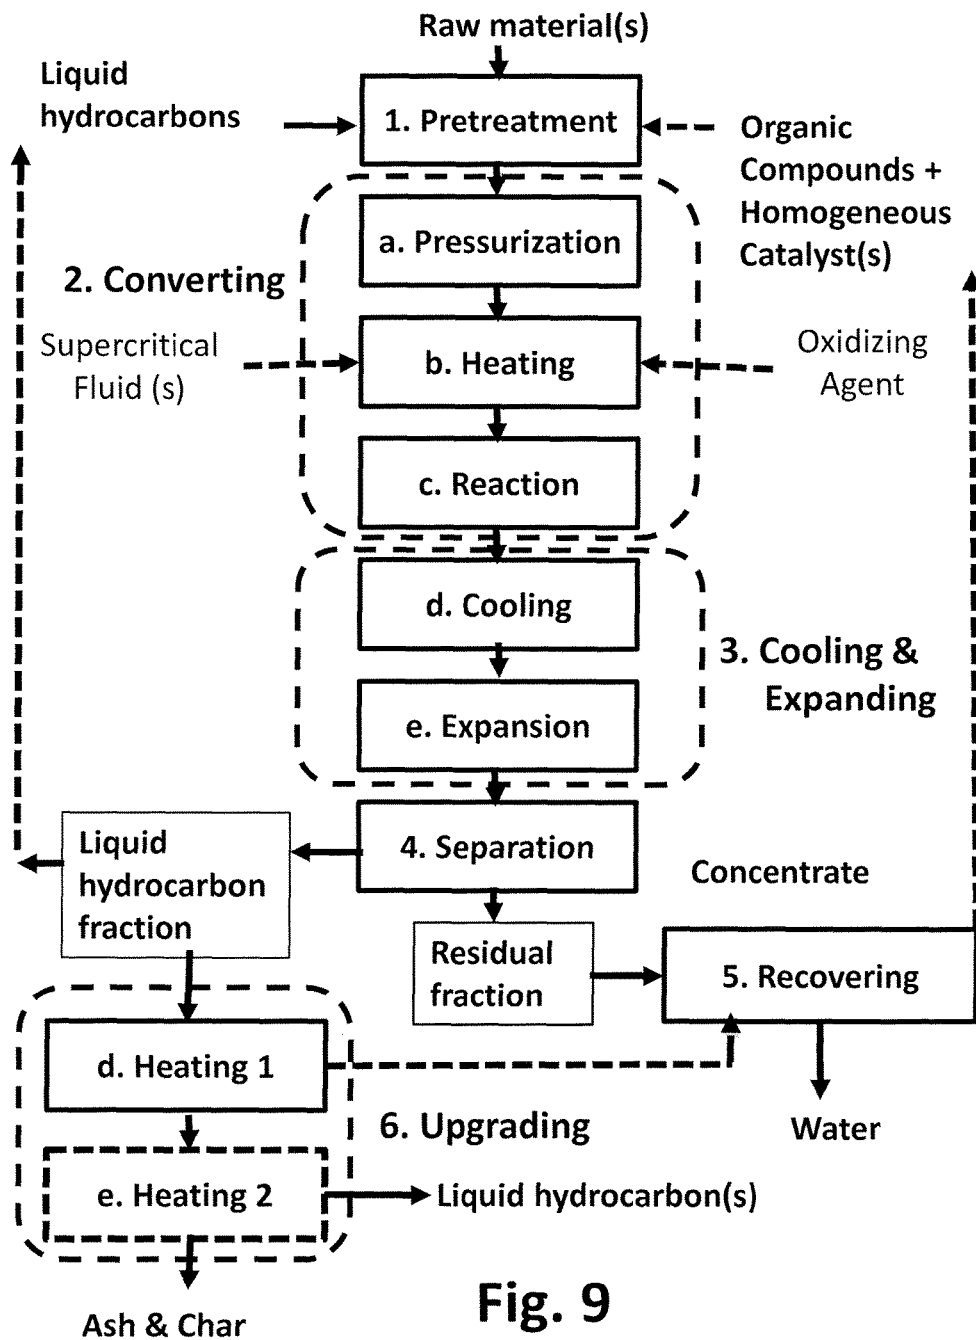 Raw material(s)
Liquid
hydrocarbons
1. Pretreatment
Organic
Compounds +
Homogeneous
Catalyst(s)
a. Pressurization
2. Converting
Supercritical
Fluid (s)
b. Heating
Oxidizing
Agent
c. Reaction
d. Cooling
3. Cooling &
Expanding
e. Expansion
Liquid
hydrocarbon
fraction
4. Separation
Concentrate
Residual
fraction
5. Recovering
d. Heating 1
6. Upgrading
Water
e. Heating 2
Liquid hydrocarbon(s)
Ash & Char
Fig. 9